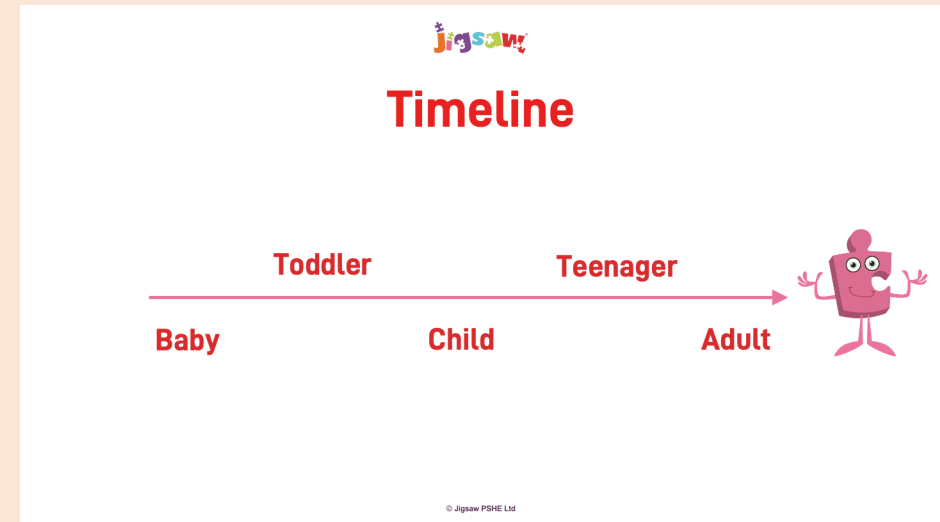 jigsaw
Timeline
Toddler
Teenager
Baby
Child
Adult
© Jigsaw PSHE Ltd